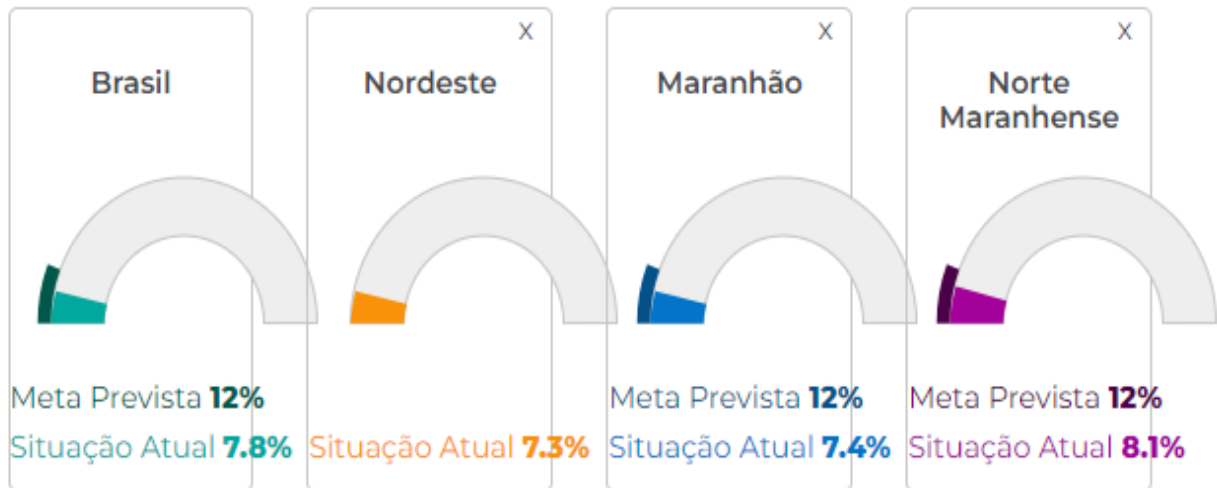 X
X
X
Brasil
Nordeste
Maranhão
Norte
Maranhense
Meta Prevista 12%
Situação Atual 7.8%
Situação Atual 7.3%
Meta Prevista 12%
Situação Atual 7.4%
Meta Prevista 12%
Situação Atual 8.1%